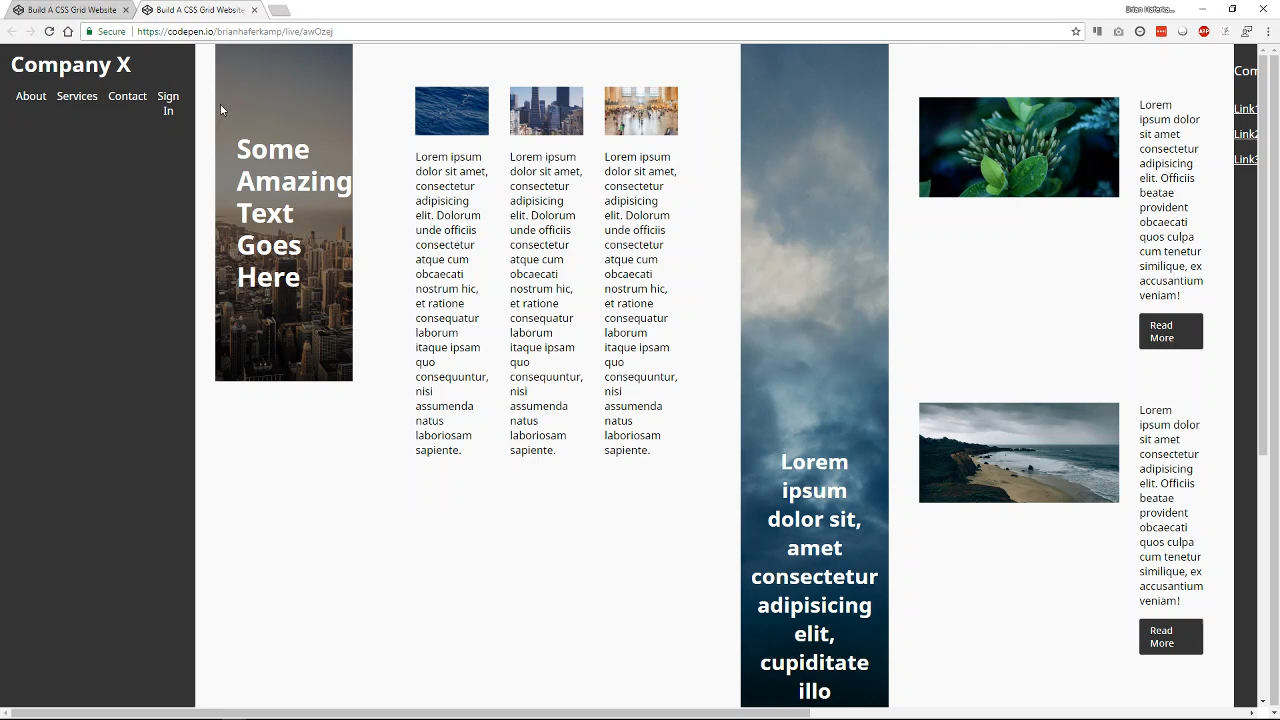 Build A CSS Grid Website
Build A CSS Grid Website
Secure
https://codepen.io/brianhaferkamp/live/awOzej
Company X
About
Services
Contact
Sign
In
Some
Amazing
Text
Goes
Here
Lorem ipsum
dolor sit amet,
consectetur
adipisicing
elit. Dolorum
unde officiis
consectetur
atque cum
obcaecati
nostrum hic,
et ratione
consequatur
laborum
itaque ipsam
quo
consequuntur,
nisi
assumenda
natus
laboriosam
sapiente.
Lorem ipsum
dolor sit amet,
consectetur
adipisicing
elit. Dolorum
unde officiis
consectetur
atque cum
obcaecati
nostrum hic,
et ratione
consequatur
laborum
itaque ipsam
quo
consequuntur,
nisi
assumenda
natus
laboriosam
sapiente.
Lorem ipsum
dolor sit amet,
consectetur
adipisicing
elit. Dolorum
unde officiis
consectetur
atque cum
obcaecati
nostrum hic,
et ratione
consequatur
laborum
itaque ipsam
quo
consequuntur,
nisi
assumenda
natus
laboriosam
sapiente.
Lorem
ipsum
dolor sit,
amet
consectetur
adipisicing
elit,
cupiditate
illo
Lorem
ipsum dolor
sit amet
consectetur
adipisicing
elit. Officiis
beatae
provident
obcaecati
quos culpa
cum tenetur
similique, ex
accusantium
veniam!
Read
More
Lorem
ipsum dolor
sit amet
consectetur
adipisicing
elit. Officiis
beatae
provident
obcaecati
quos culpa
cum tenetur
similique, ex
accusantium
veniam!
Read
More
Com
Link1
Link2
Link3